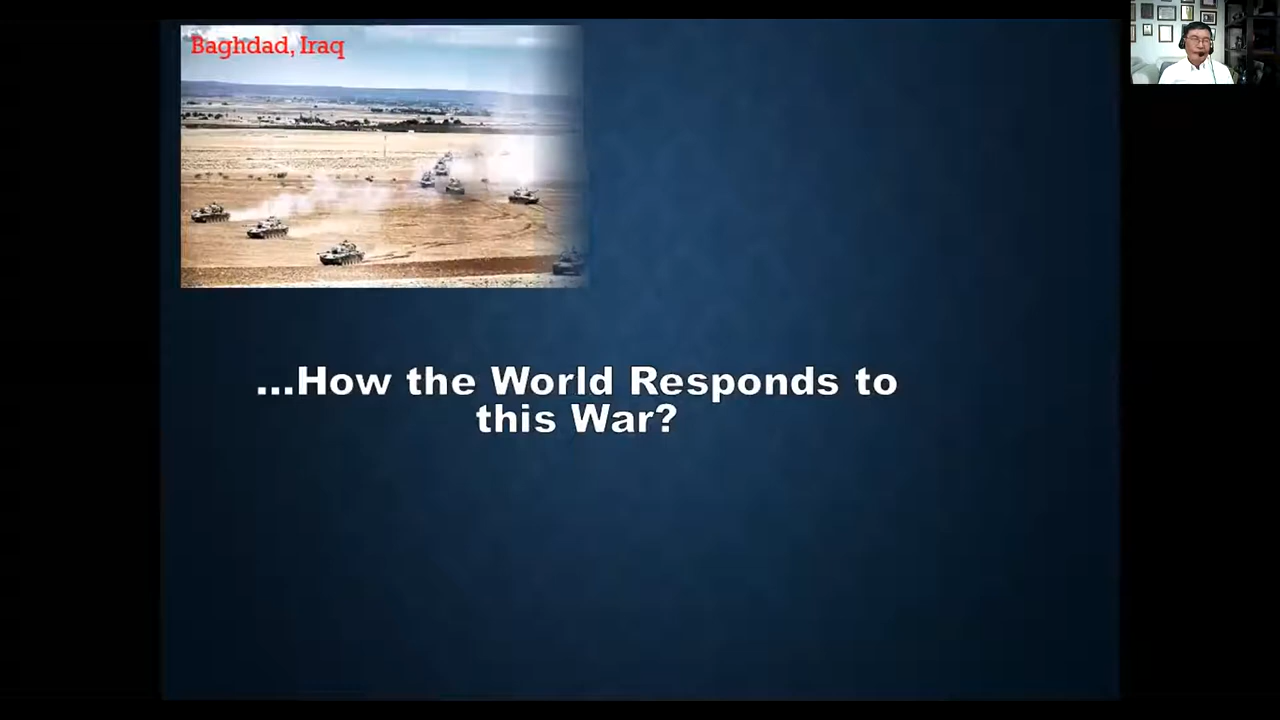 Baghdad, Iraq
...How the World Responds to
this War?